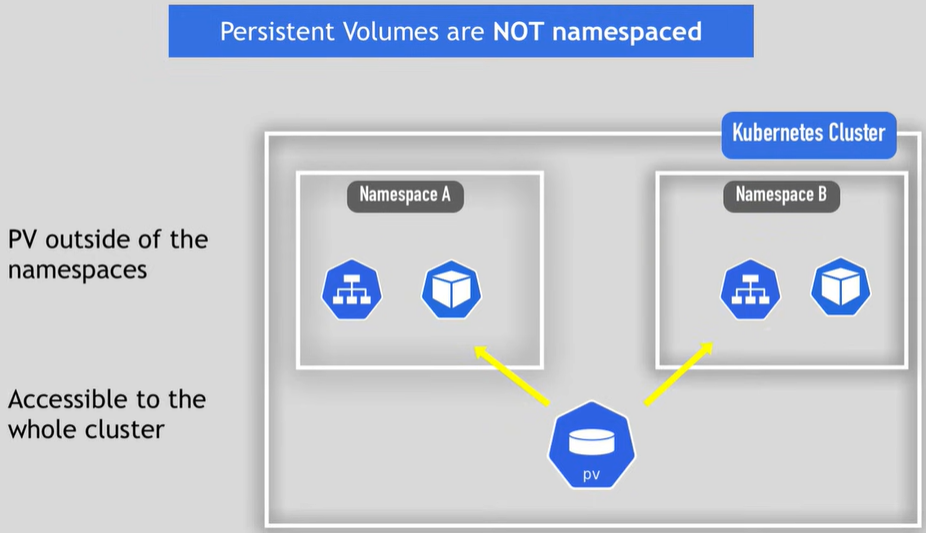 Persistent Volumes are NOT namespaced
Kubernetes Cluster
Namespace A
Namespace B
PV outside of the
namespaces
Accessible to the
whole cluster
pv